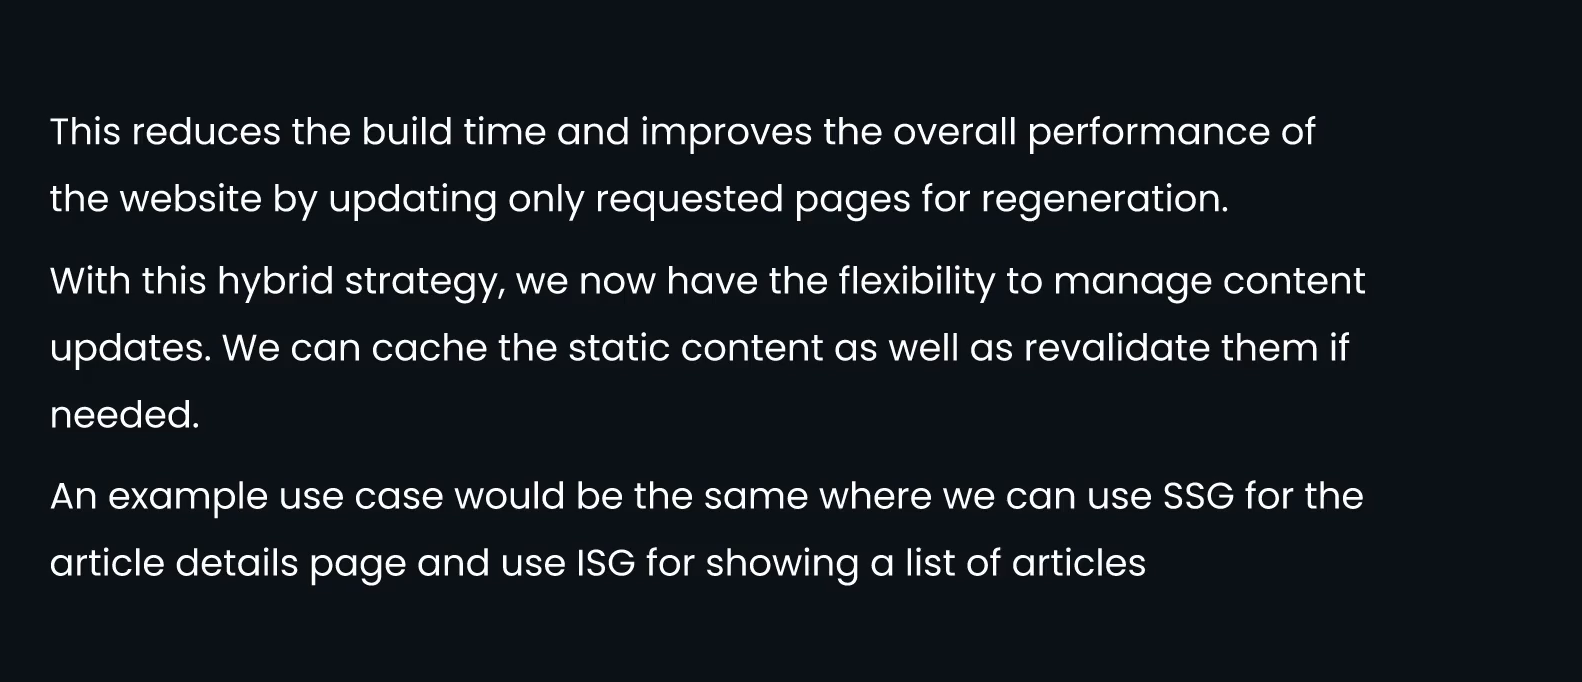 This reduces the build time and improves the overall performance of
the website by updating only requested pages for regeneration.
With this hybrid strategy, we now have the flexibility to manage content
updates. We can cache the static content as well as revalidate them if
needed.
An example use case would be the same where we can use SSG for the
article details page and use ISG for showing a list of articles